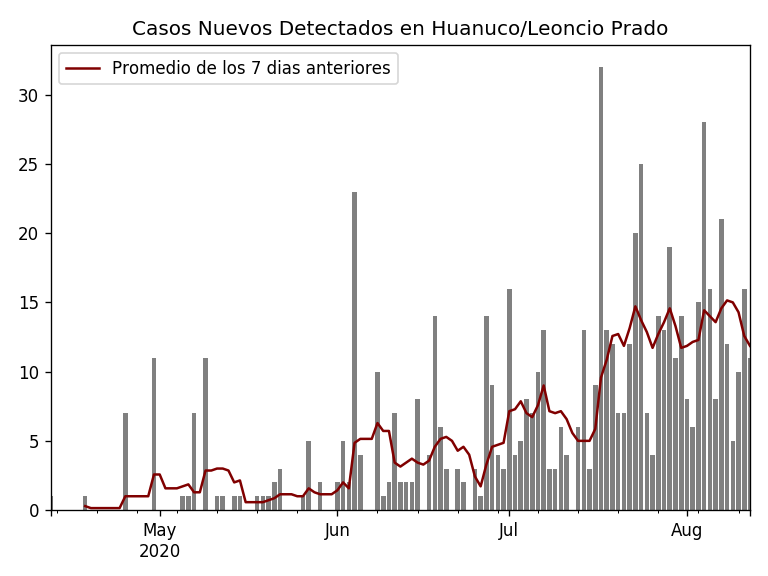 Casos Nuevos Detectados en Huanuco/Leoncio Prado
Promedio de los 7 dias anteriores
30
25
20
15
10
5
0
May
2020
Jun
Jul
Aug